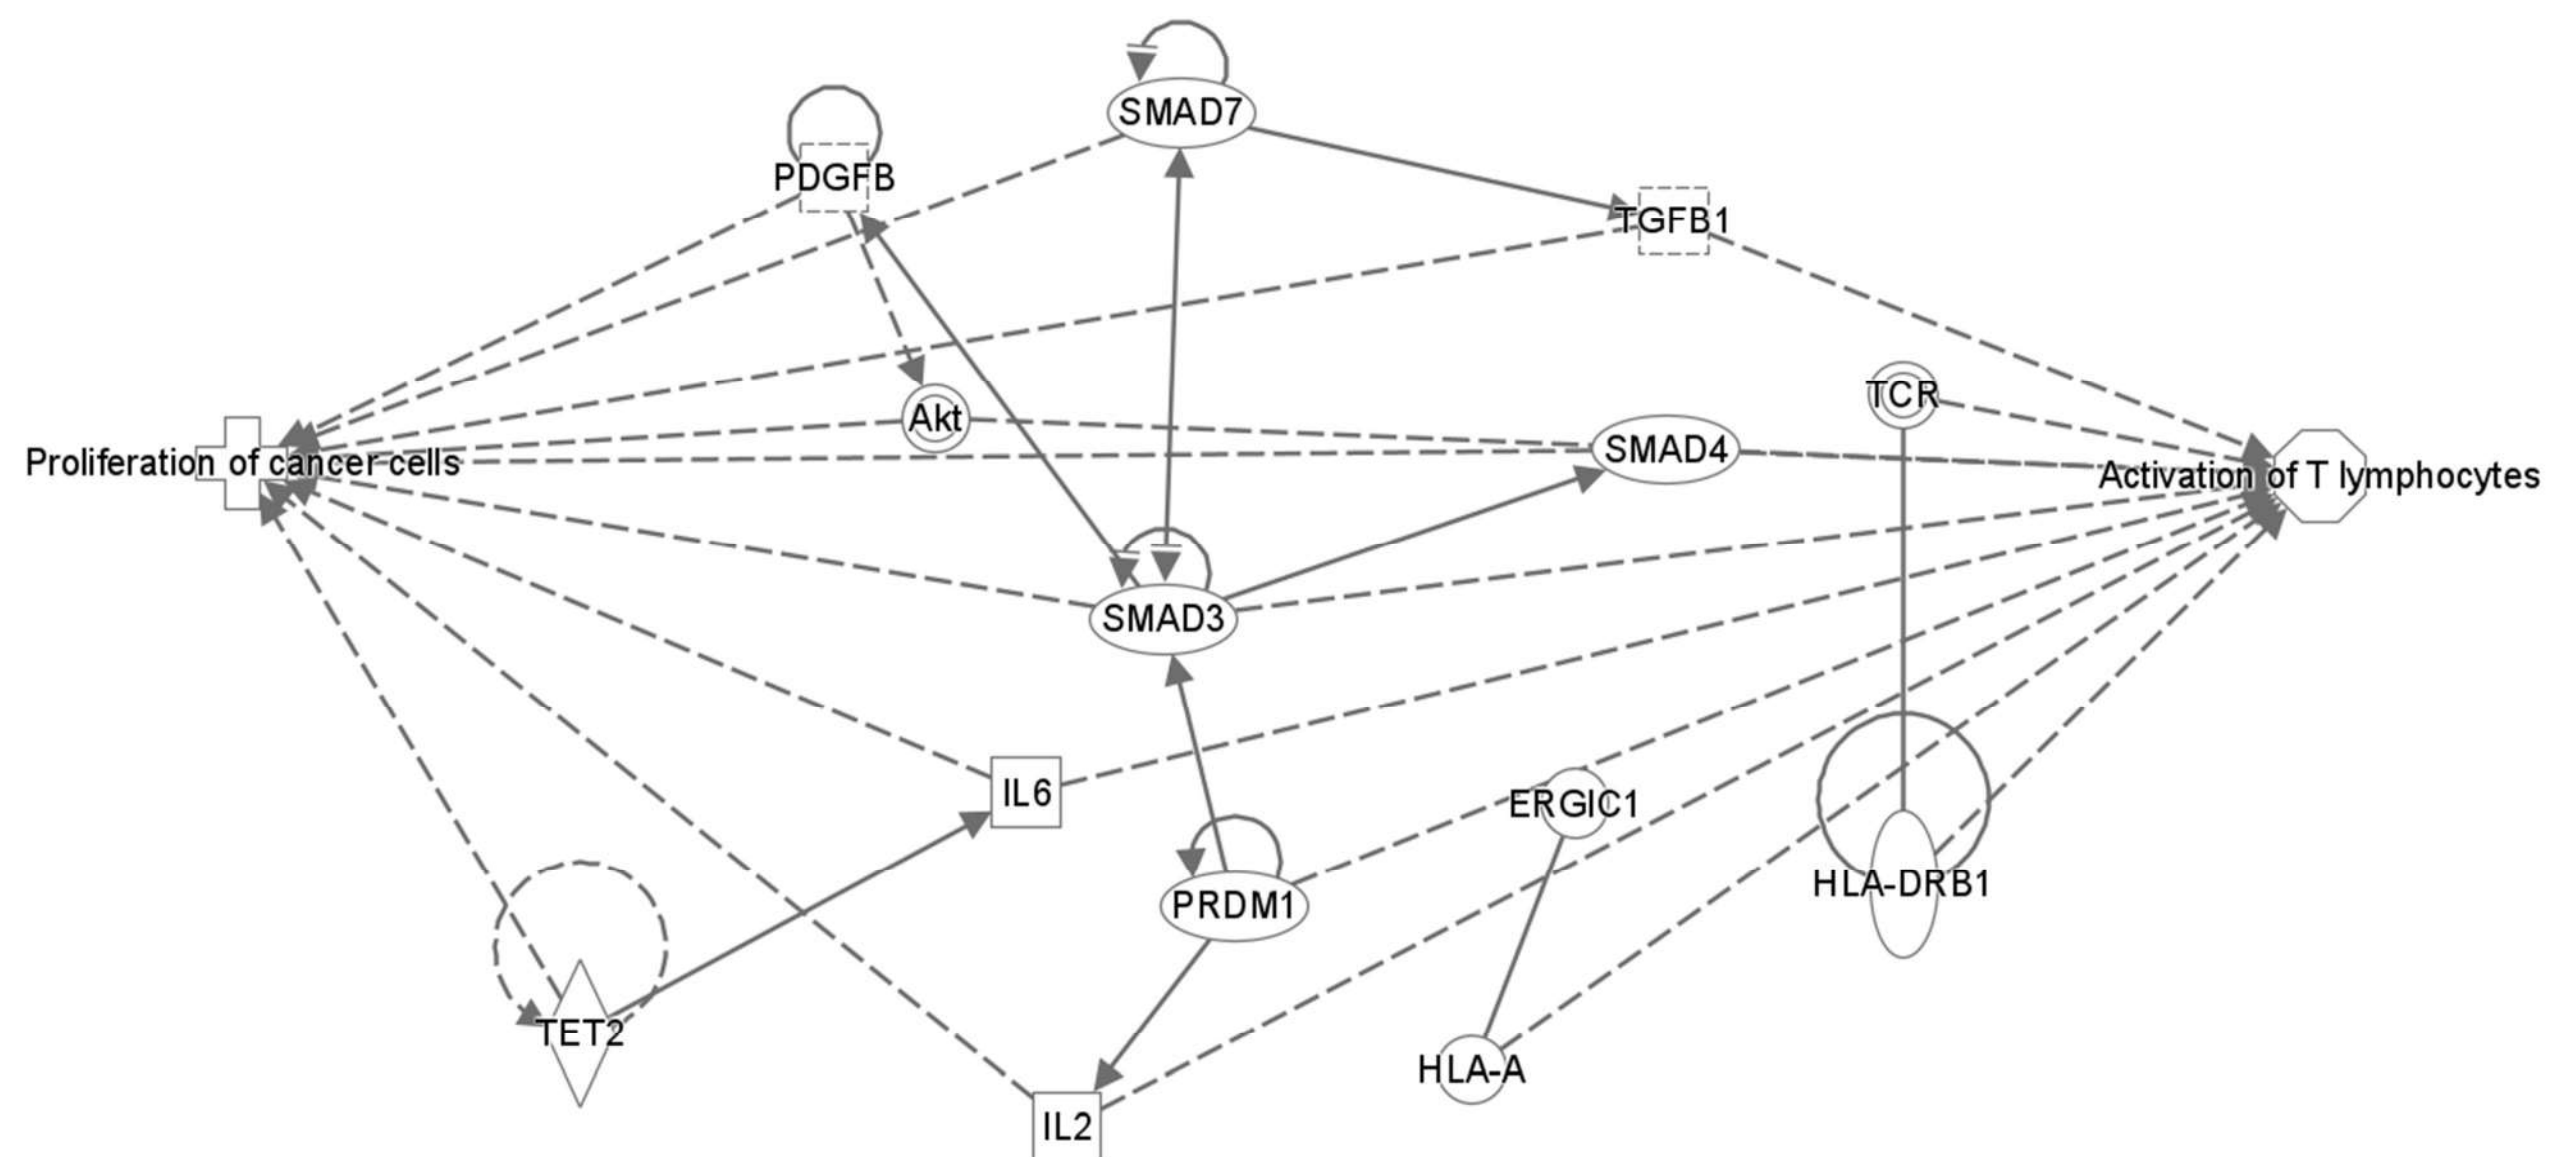 SMAD7
PDGFB
TGFB1
TCR
Akt
SMAD4
Proliferation of cancer cells
Activation of T lymphocytes
SMAD3
IL6
ERGIC1
HLA-DRB1
PRDM1
TET2
HLA-A
IL2